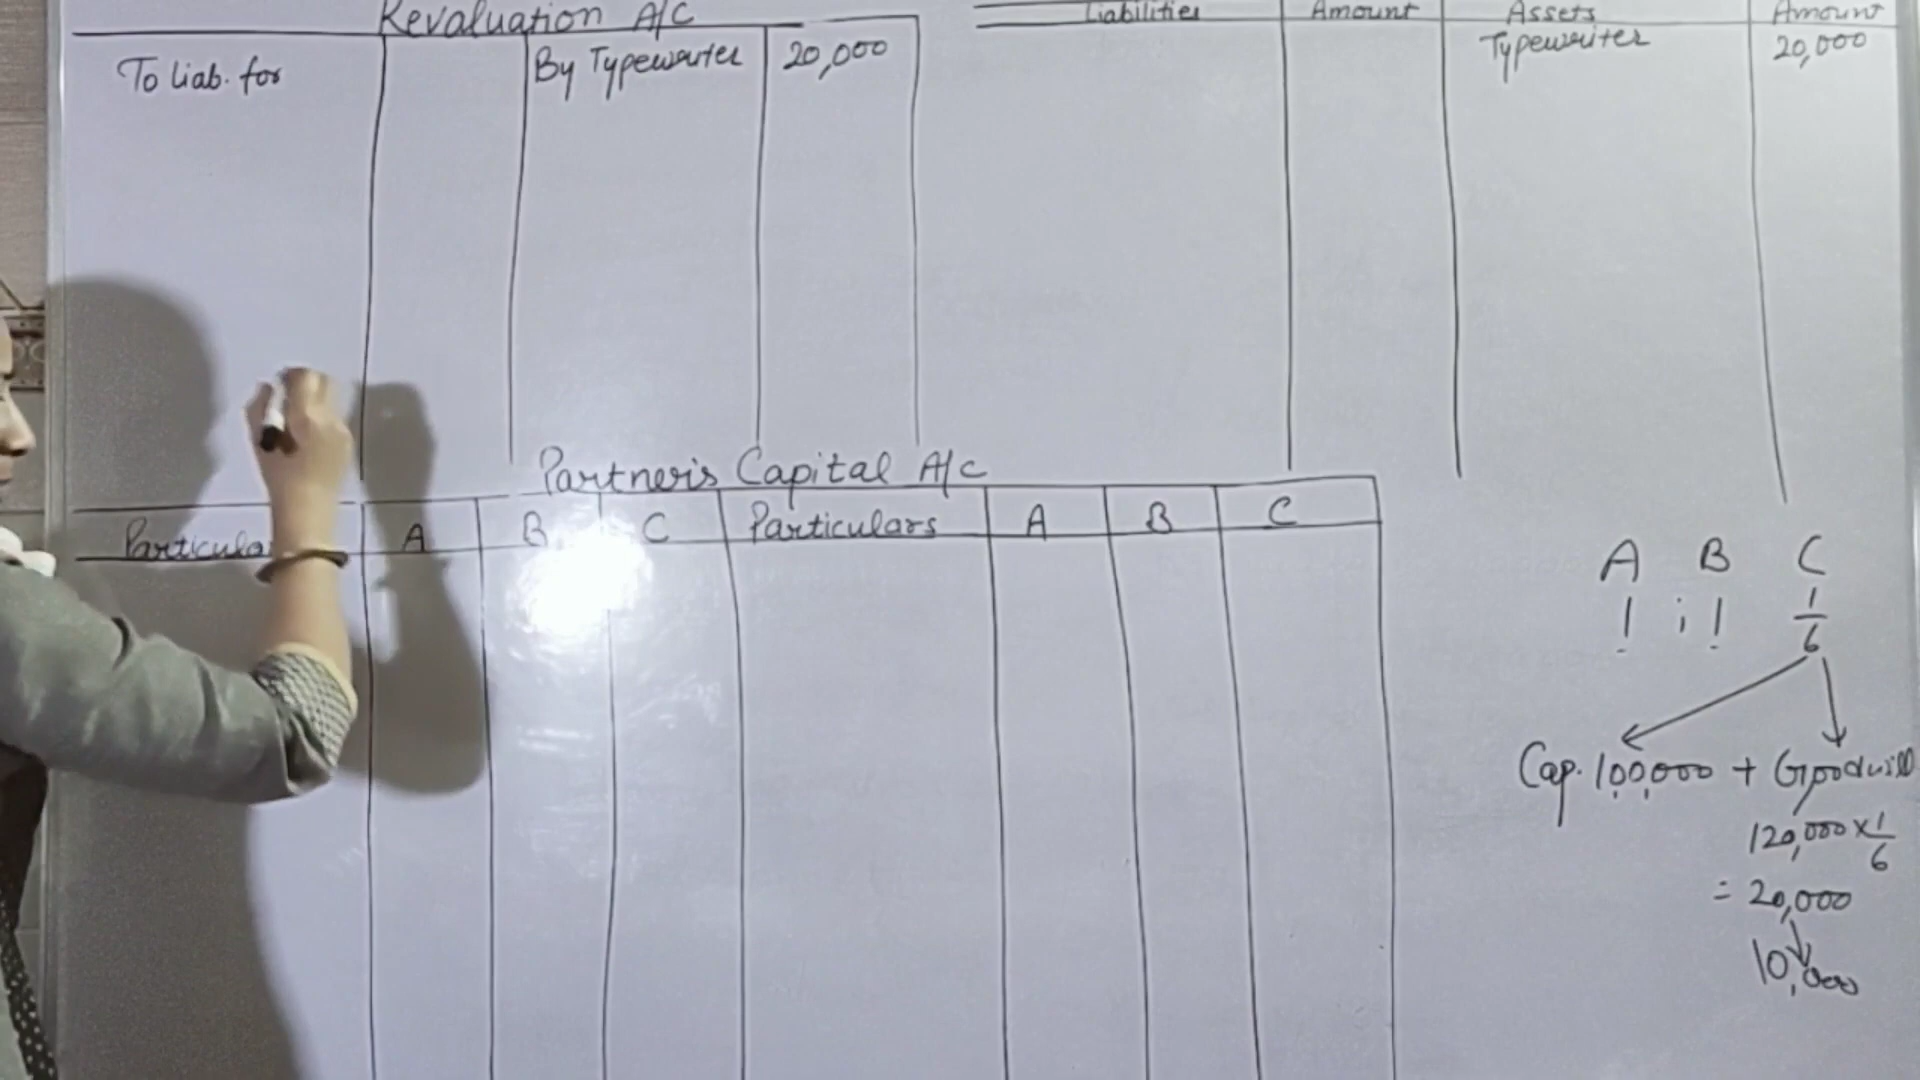 Revaluation A/C
To Liab. for
By Typewriter 20,000
Liabilities Amount Assets Amount
Typewriter 20,000
Partner's Capital A/C
Particula A B C Particulars A B C
A B C
1 : 1 1/6
Cap. 100,000 + Goodwill
120,000 × 1/6
= 20,000
10,000